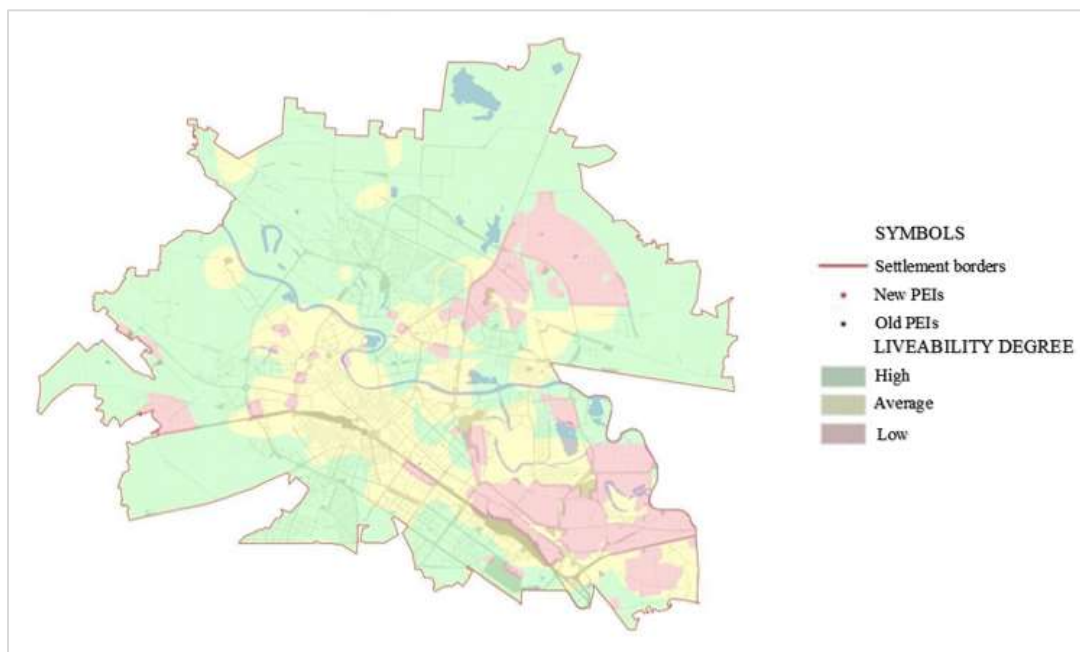 SYMBOLS
Settlement borders
New PEIs
Old PEIs
LIVEABILITY DEGREE
High
Average
Low